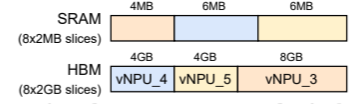 4MB 6MB 6MB
SRAM
(8x2MB slices)
4GB 4GB 8GB
HBM vNPU_4 vNPU_5 vNPU_3
(8x2GB slices)